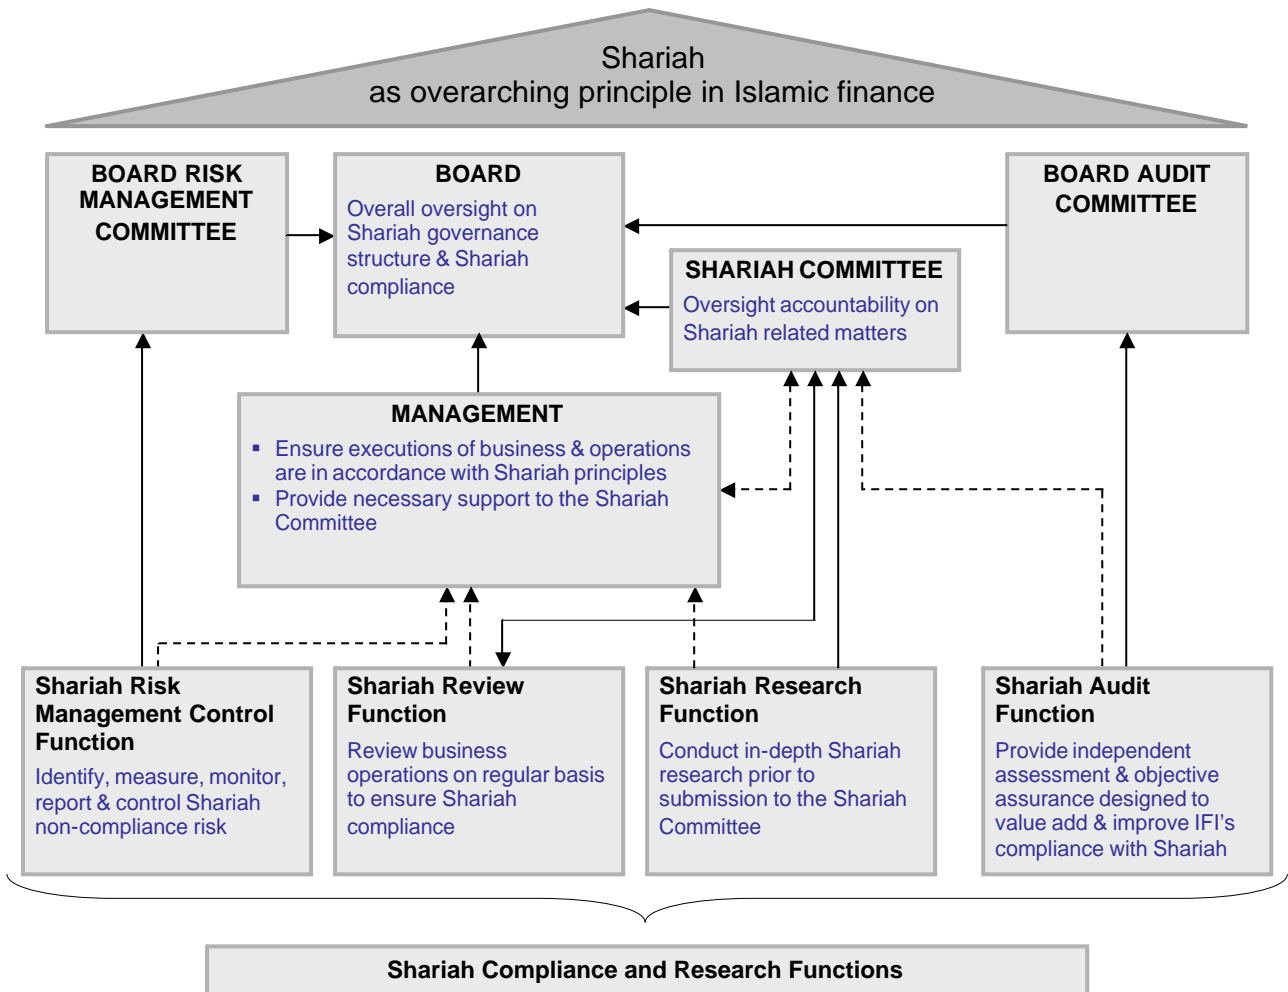 Shariah
as overarching principle in Islamic finance
BOARD RISK
MANAGEMENT
COMMITTEE
BOARD
Overall oversight on
Shariah governance
structure & Shariah
compliance
BOARD AUDIT
COMMITTEE
SHARIAH COMMITTEE
Oversight accountability on
Shariah related matters
MANAGEMENT
▪ Ensure executions of business & operations
are in accordance with Shariah principles
▪ Provide necessary support to the Shariah
Committee
Shariah Risk
Management Control
Function
Identify, measure, monitor,
report & control Shariah
non-compliance risk
Shariah Review
Function
Review business
operations on regular basis
to ensure Shariah
compliance
Shariah Research
Function
Conduct in-depth Shariah
research prior to
submission to the Shariah
Committee
Shariah Audit
Function
Provide independent
assessment & objective
assurance designed to
value add & improve IFI's
compliance with Shariah
Shariah Compliance and Research Functions